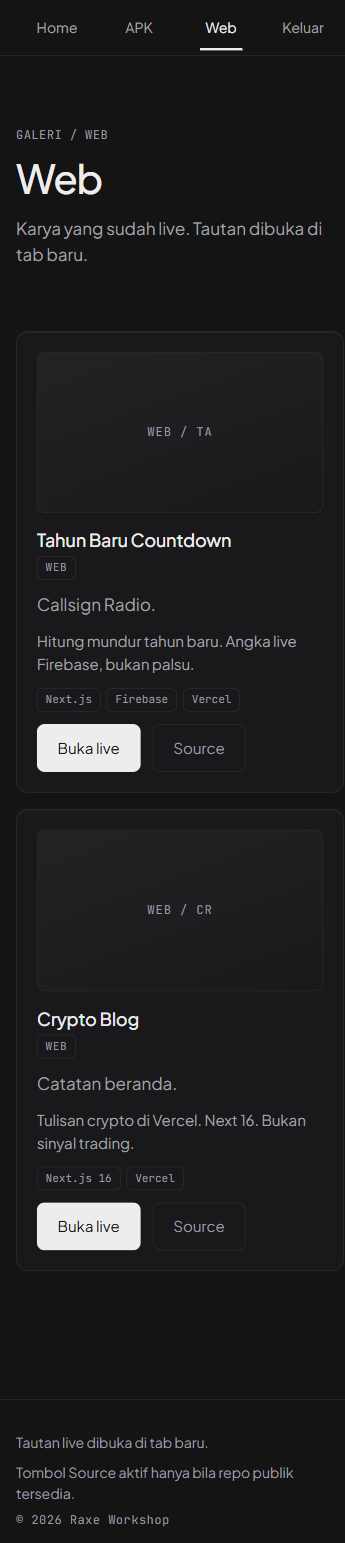 Home APK Web Keluar
GALERI / WEB
Web
Karya yang sudah live. Tautan dibuka di
tab baru.
WEB / TA
Tahun Baru Countdown
WEB
Callsign Radio.
Hitung mundur tahun baru. Angka live
Firebase, bukan palsu.
Next.js Firebase Vercel
Buka live Source
WEB / CR
Crypto Blog
WEB
Catatan beranda.
Tulisan crypto di Vercel. Next 16. Bukan
sinyal trading.
Next.js 16 Vercel
Buka live Source
Tautan live dibuka di tab baru.
Tombol Source aktif hanya bila repo publik
tersedia.
© 2026 Raxe Workshop